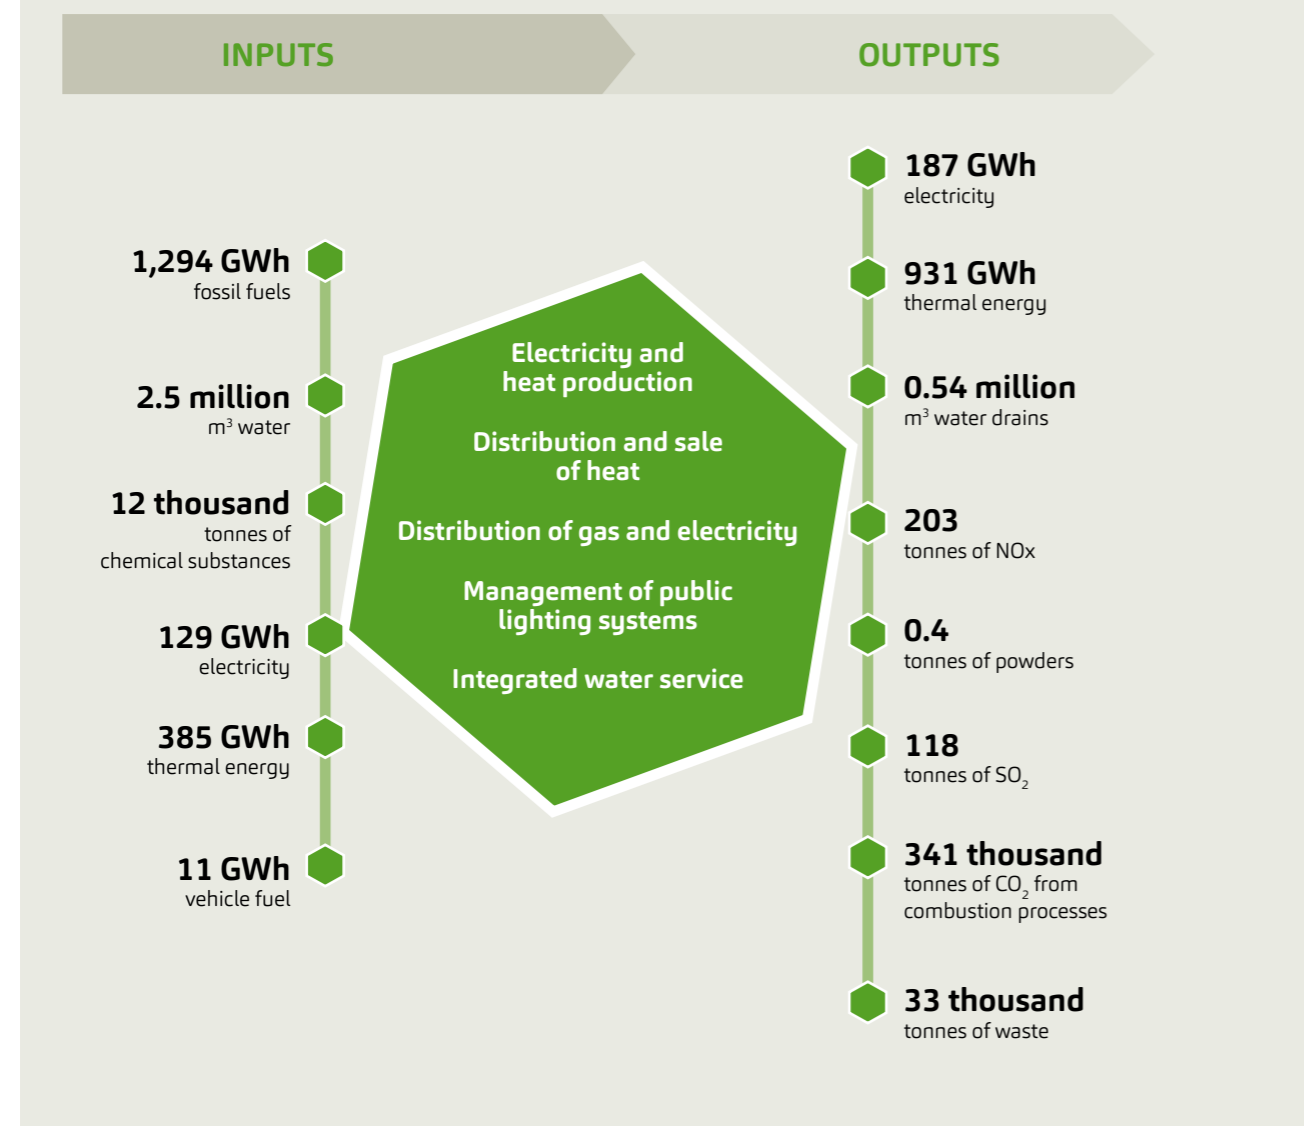 INPUTS
OUTPUTS
1,294 GWh
fossil fuels
2.5 million
m³ water
12 thousand
tonnes of
chemical substances
129 GWh
electricity
385 GWh
thermal energy
11 GWh
vehicle fuel
Electricity and
heat production
Distribution and sale
of heat
Distribution of gas and electricity
Management of public
lighting systems
Integrated water service
187 GWh
electricity
931 GWh
thermal energy
0.54 million
m³ water drains
203
tonnes of NOx
0.4
tonnes of powders
118
tonnes of SO₂
341 thousand
tonnes of CO₂ from
combustion processes
33 thousand
tonnes of waste